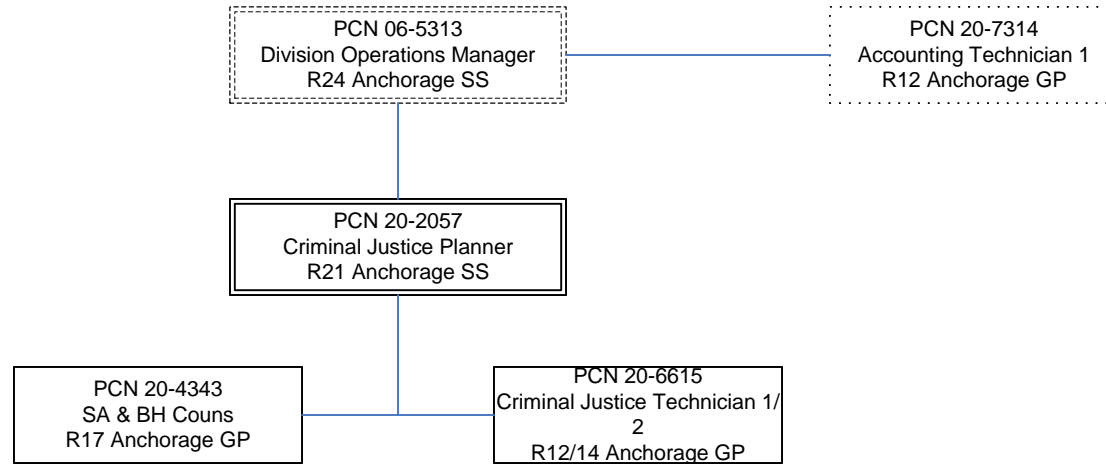 PCN 06-5313
Division Operations Manager
R24 Anchorage SS
PCN 20-7314
Accounting Technician 1
R12 Anchorage GP
PCN 20-2057
Criminal Justice Planner
R21 Anchorage SS
PCN 20-4343
SA & BH Couns
R17 Anchorage GP
PCN 20-6615
Criminal Justice Technician 1/
2
R12/14 Anchorage GP